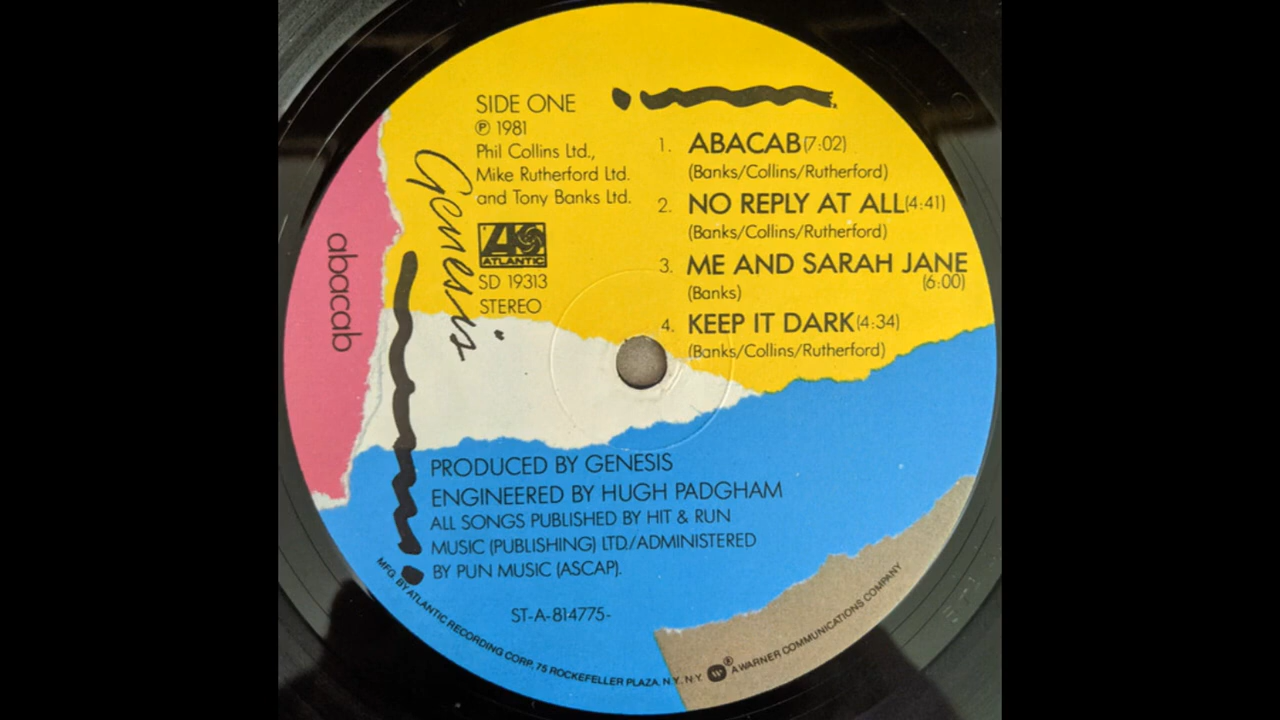 SIDE ONE
℗ 1981
Phil Collins Ltd.,
Mike Rutherford Ltd.
and Tony Banks Ltd.
ATLANTIC
SD 19313
STEREO
Genesis
abacab
1. ABACAB (7:02)
(Banks/Collins/Rutherford)
2. NO REPLY AT ALL (4:41)
(Banks/Collins/Rutherford)
3. ME AND SARAH JANE
(6:00)
(Banks)
4. KEEP IT DARK (4:34)
(Banks/Collins/Rutherford)
PRODUCED BY GENESIS
ENGINEERED BY HUGH PADGHAM
ALL SONGS PUBLISHED BY HIT & RUN
MUSIC (PUBLISHING) LTD./ADMINISTERED
BY PUN MUSIC (ASCAP).
ST-A-814775-
MFG. BY ATLANTIC RECORDING CORP., 75 ROCKEFELLER PLAZA, N.Y., N.Y. W ® A WARNER COMMUNICATIONS COMPANY